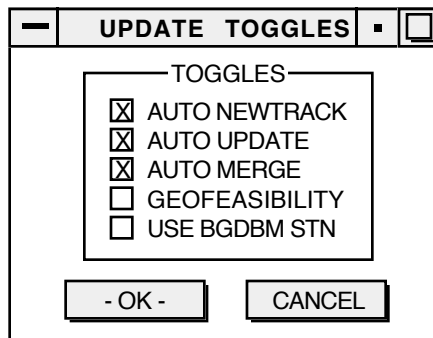 UPDATE TOGGLES
TOGGLES
AUTO NEWTRACK
AUTO UPDATE
AUTO MERGE
GEOFEASIBILITY
USE BGDBM STN
- OK - CANCEL